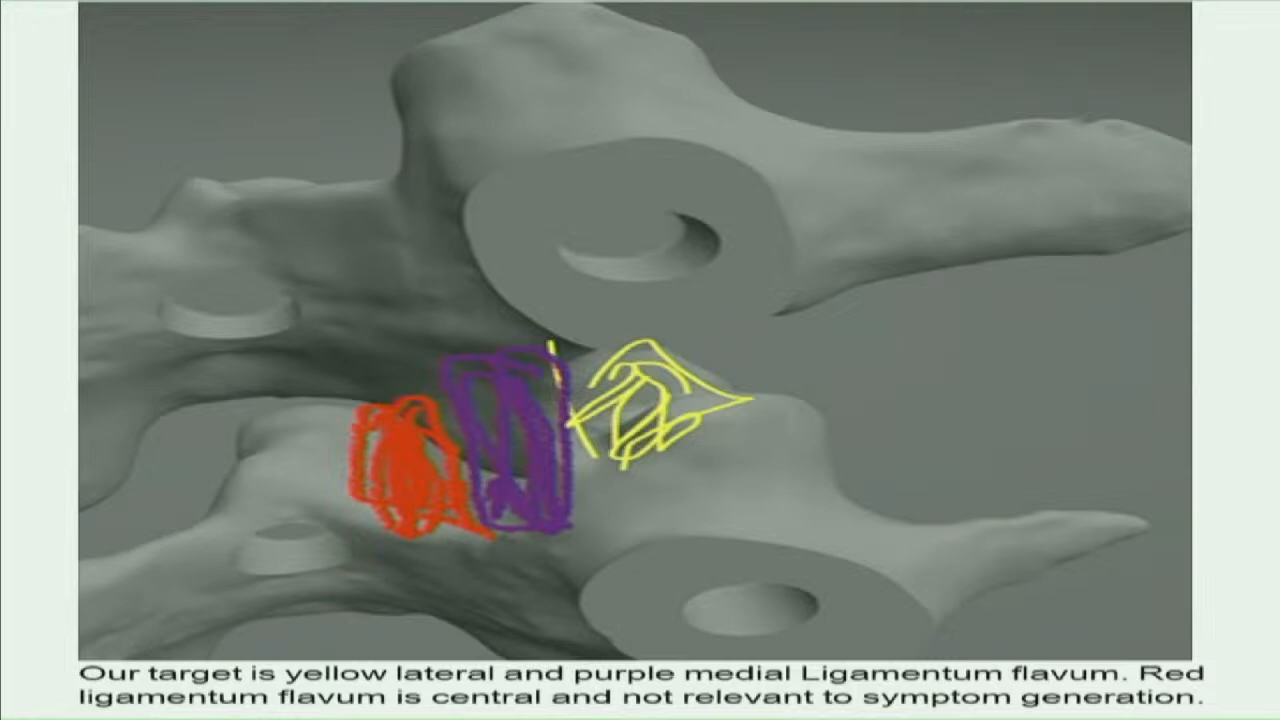 Our target is yellow lateral and purple medial Ligamentum flavum. Red
ligamentum flavum is central and not relevant to symptom generation.